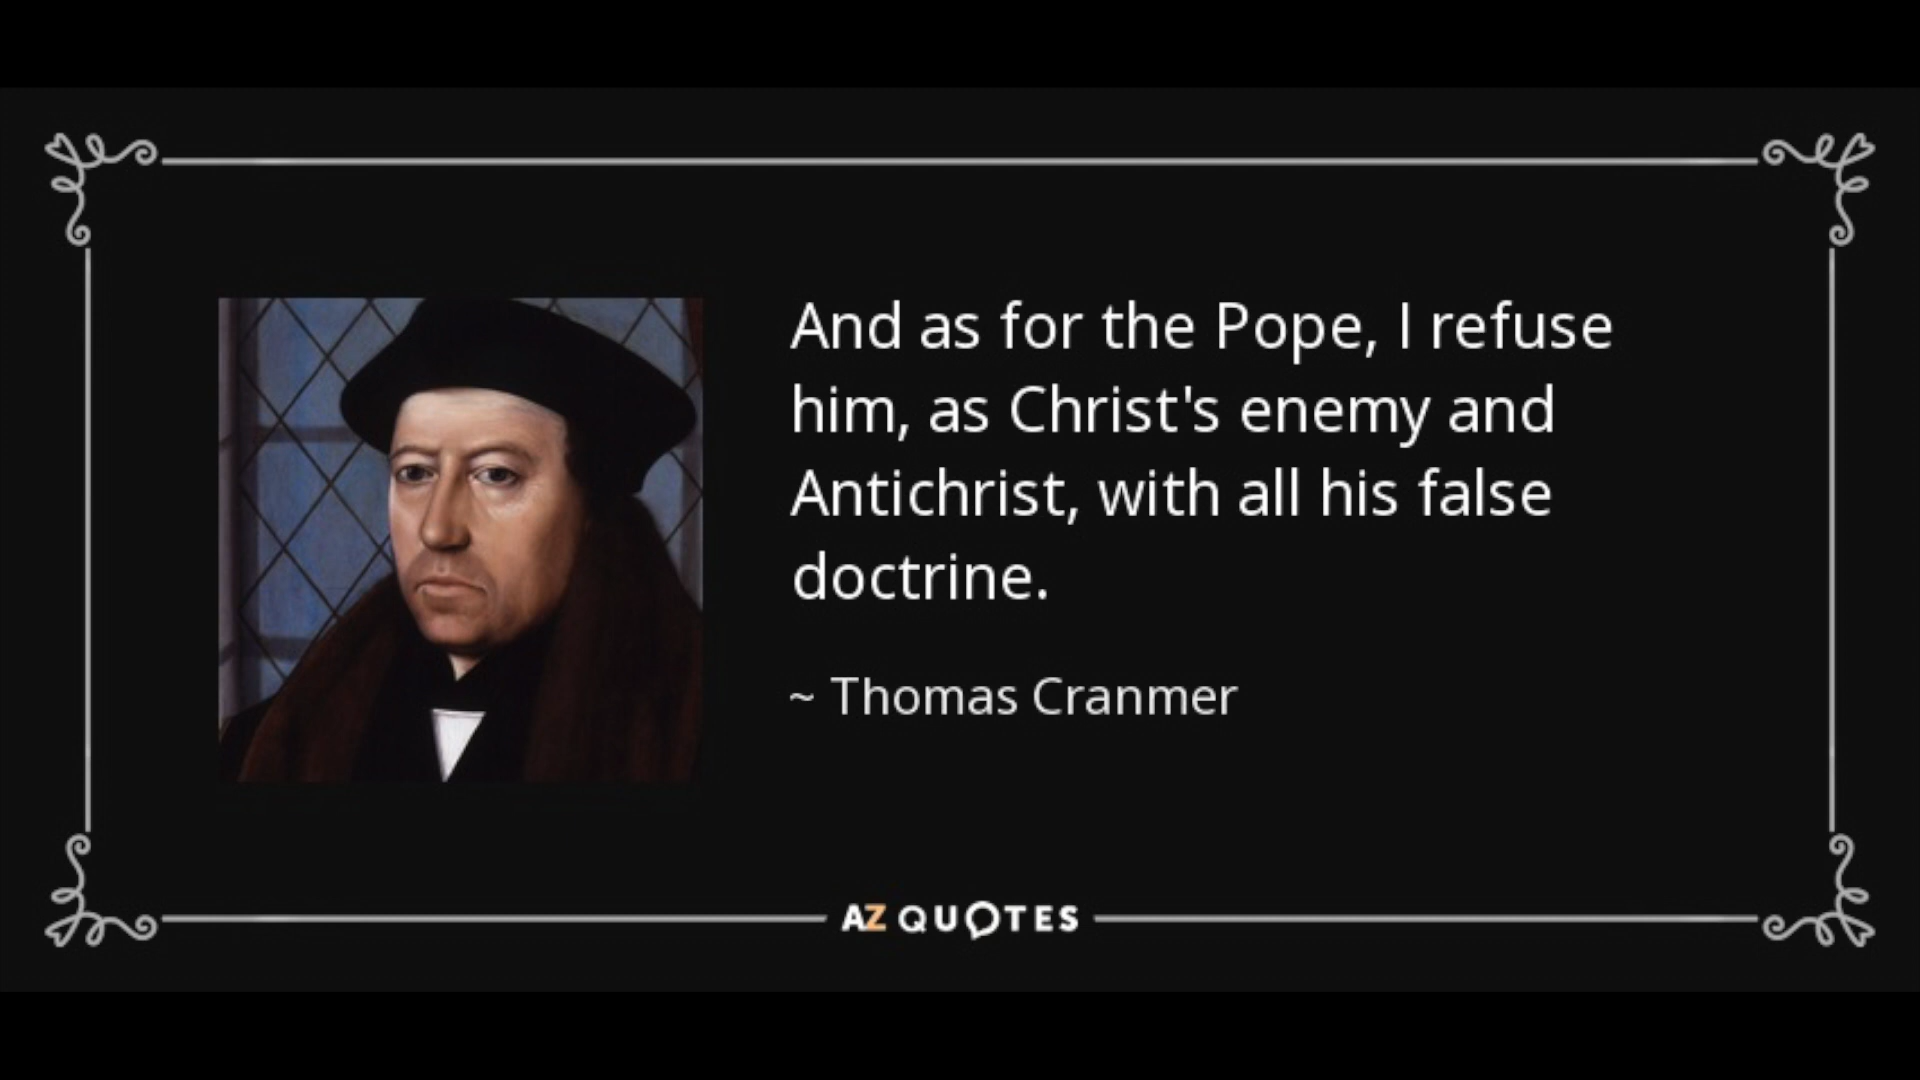 And as for the Pope, I refuse
him, as Christ's enemy and
Antichrist, with all his false
doctrine.
~ Thomas Cranmer
AZ QUOTES